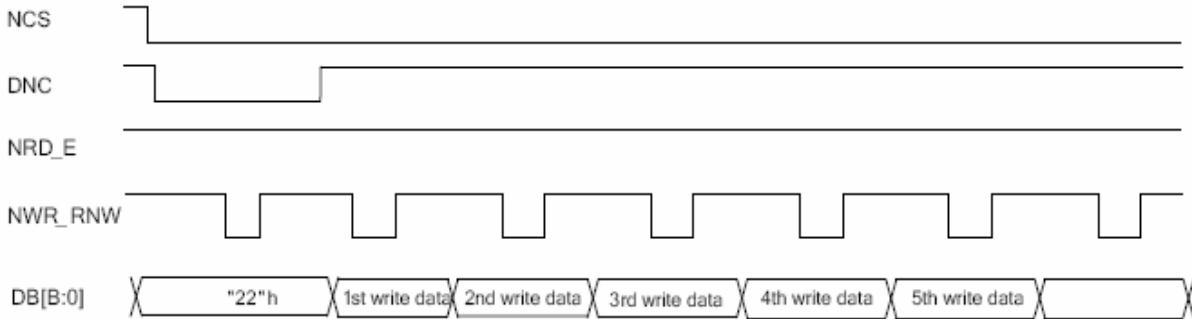 NCS
DNC
NRD_E
NWR_RNW
DB[B:0] "22"h 1st write data 2nd write data 3rd write data 4th write data 5th write data